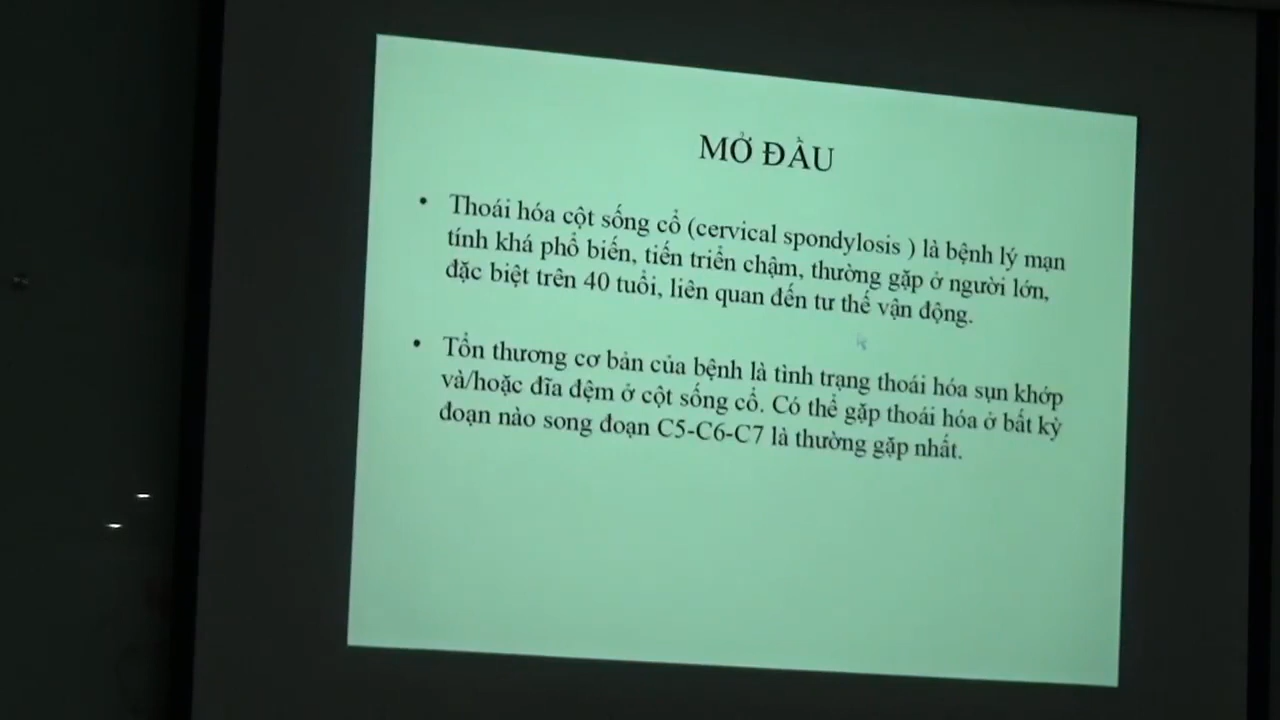 MỞ ĐẦU
• Thoái hóa cột sống cổ (cervical spondylosis ) là bệnh lý mạn
tính khá phổ biến, tiến triển chậm, thường gặp ở người lớn,
đặc biệt trên 40 tuổi, liên quan đến tư thế vận động.
• Tổn thương cơ bản của bệnh là tình trạng thoái hóa sụn khớp
và/hoặc đĩa đệm ở cột sống cổ. Có thể gặp thoái hóa ở bất kỳ
đoạn nào song đoạn C5-C6-C7 là thường gặp nhất.